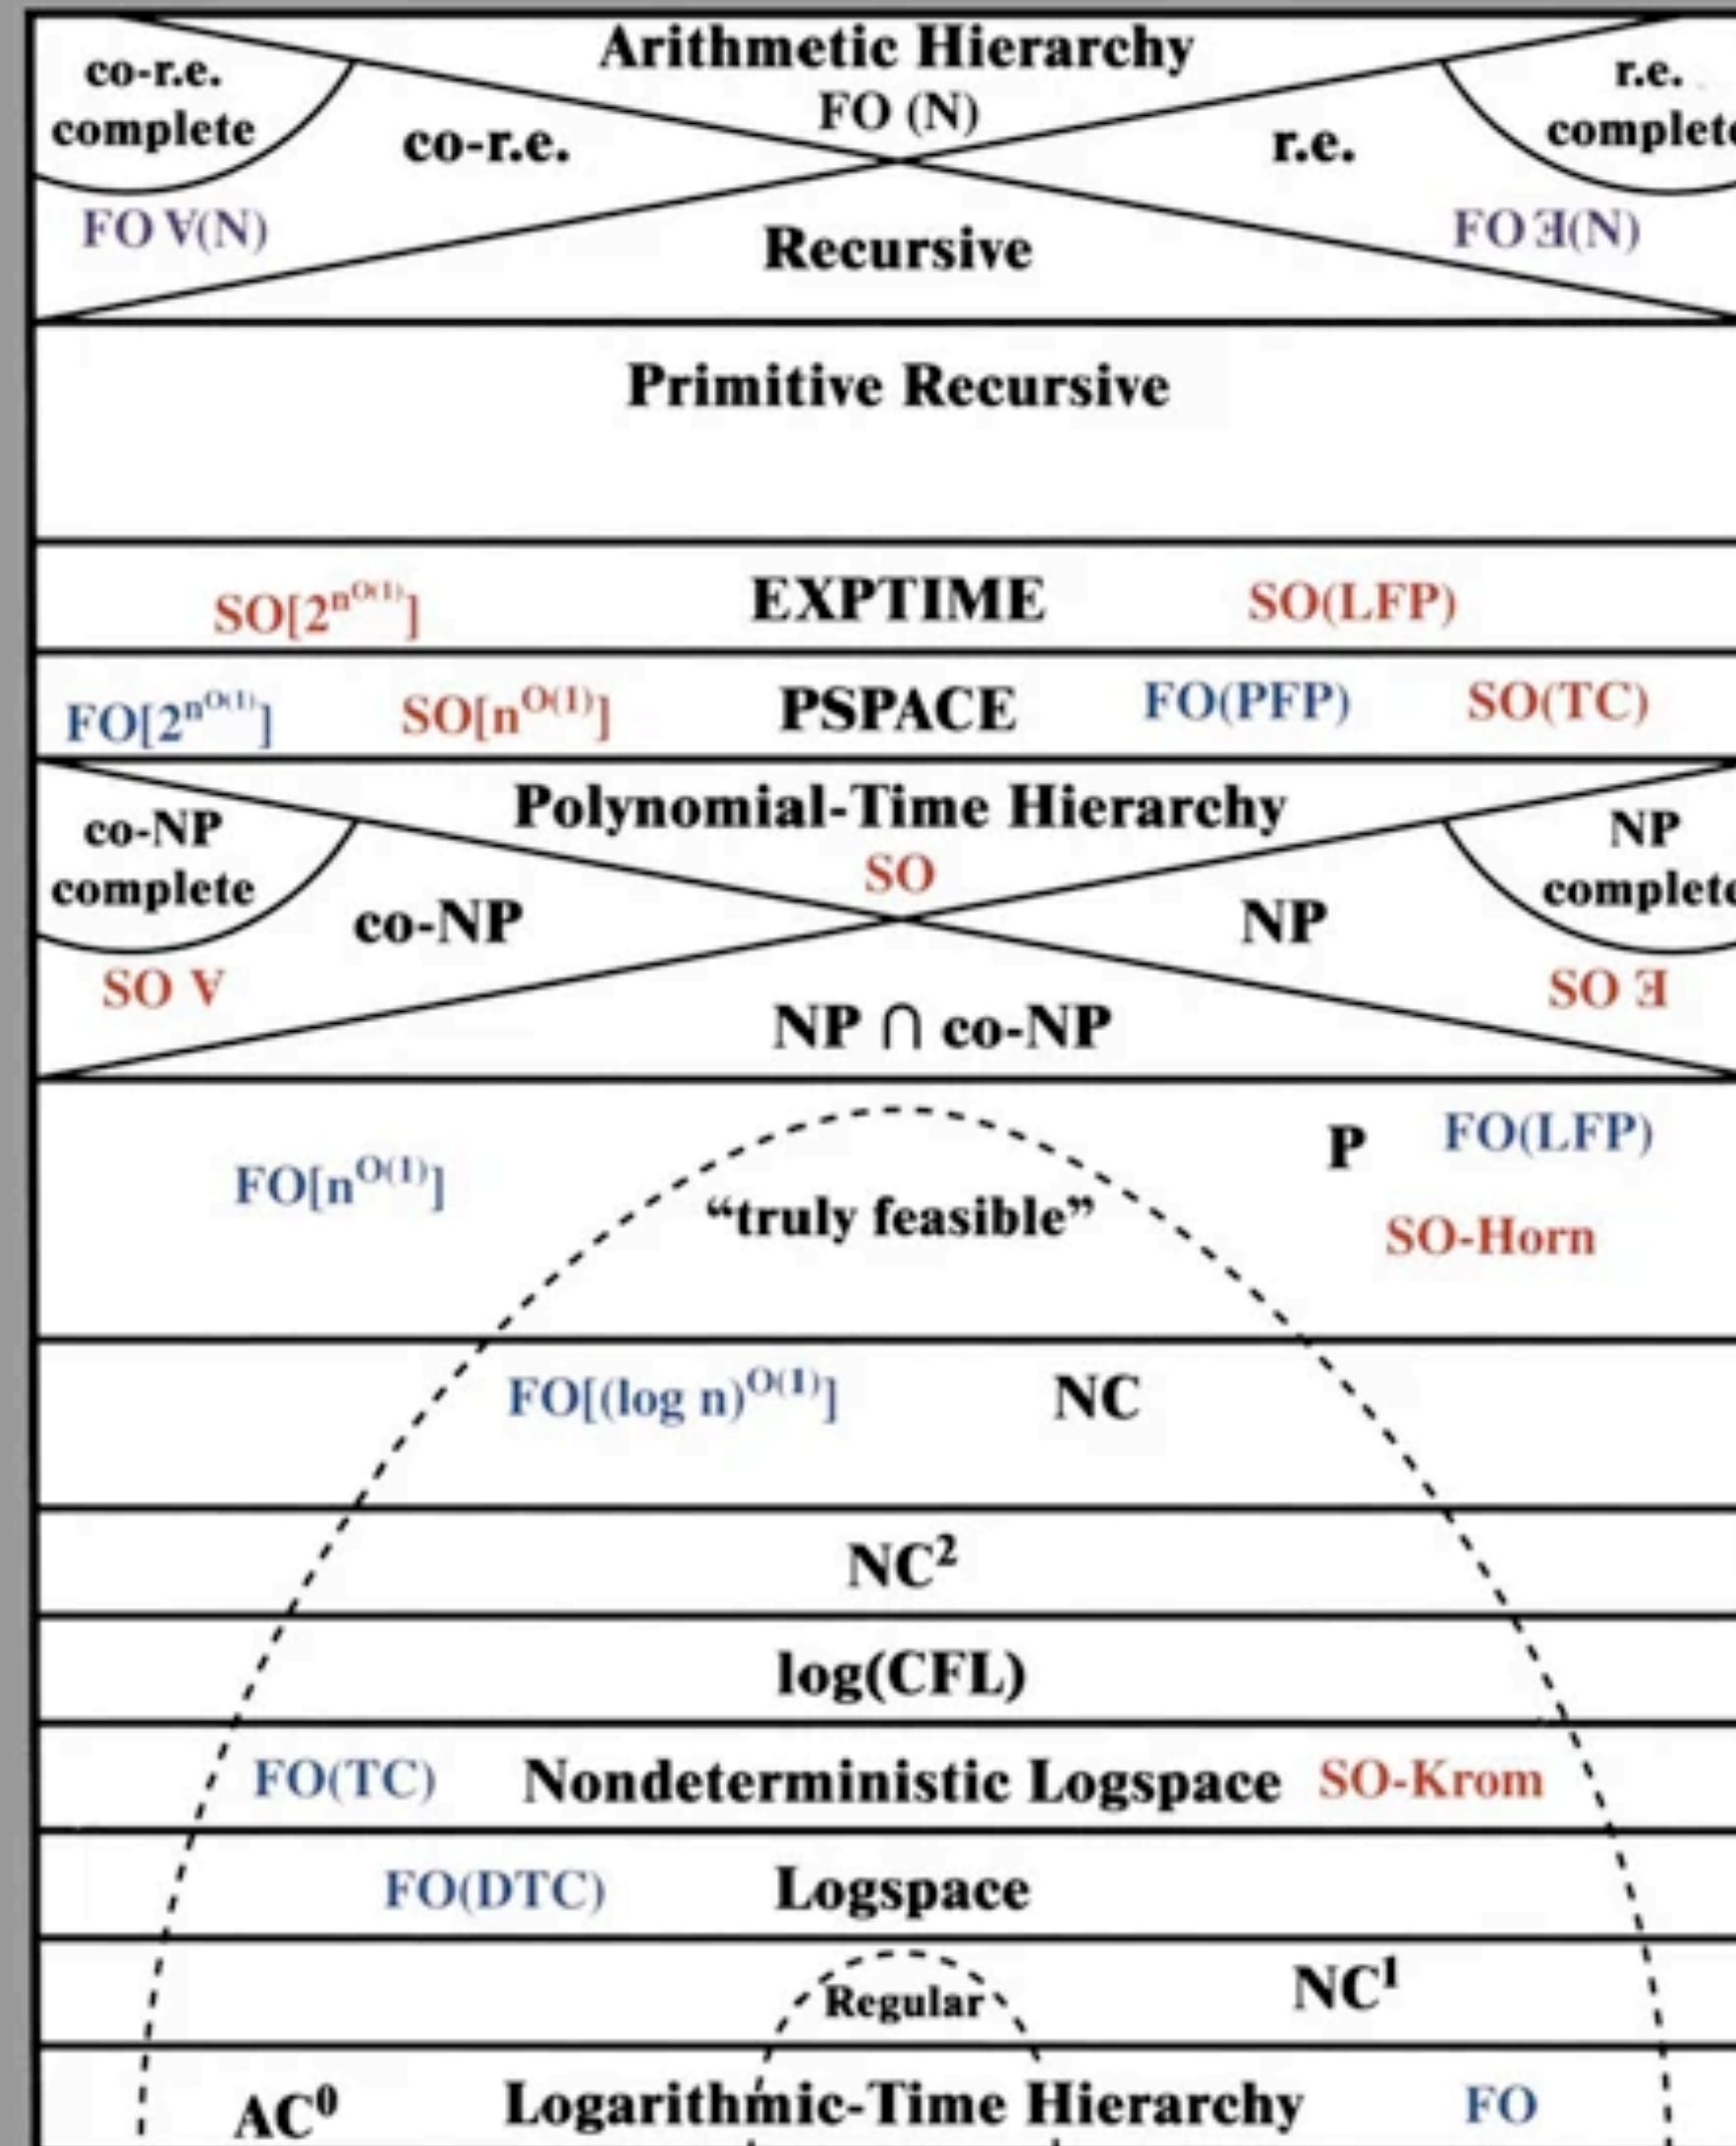 Arithmetic Hierarchy
FO (N)
co-r.e.
complete
co-r.e.
r.e.
r.e.
complete
FO ∀(N)
FO ∃(N)
Recursive
Primitive Recursive
SO[2^{n^{O(1)}}] EXPTIME SO(LFP)
FO[2^{n^{O(1)}}] SO[n^{O(1)}] PSPACE FO(PFP) SO(TC)
Polynomial-Time Hierarchy
SO
co-NP
complete
co-NP
NP
NP
complete
SO ∀
SO ∃
NP ∩ co-NP
P FO(LFP)
FO[n^{O(1)}]
“truly feasible”
SO-Horn
FO[(log n)^{O(1)}] NC
NC²
log(CFL)
FO(TC) Nondeterministic Logspace SO-Krom
FO(DTC) Logspace
Regular NC¹
AC⁰ Logarithmic-Time Hierarchy FO